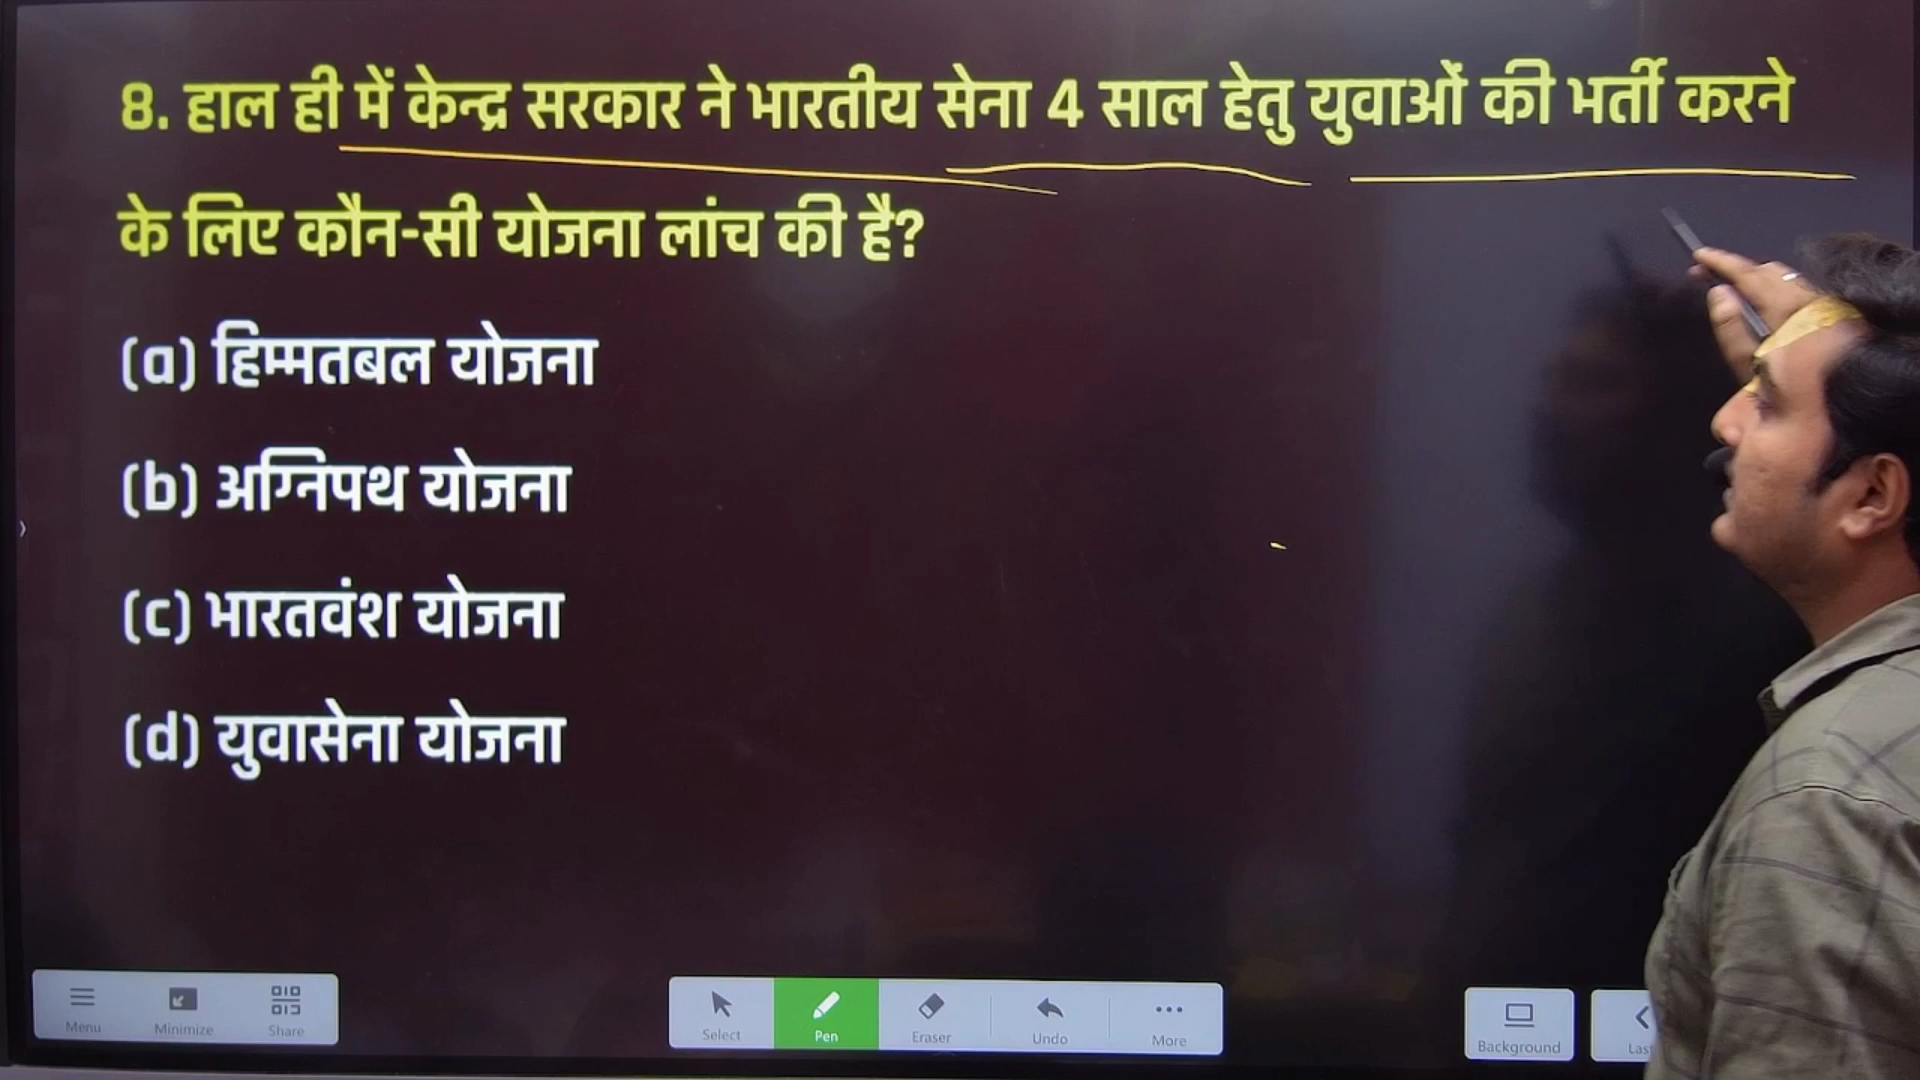 8. हाल ही में केन्द्र सरकार ने भारतीय सेना 4 साल हेतु युवाओं की भर्ती करने
के लिए कौन-सी योजना लांच की है?
(a) हिम्मतबल योजना
(b) अग्निपथ योजना
(c) भारतवंश योजना
(d) युवासेना योजना
Menu Minimize Share Select Pen Eraser Undo More Background